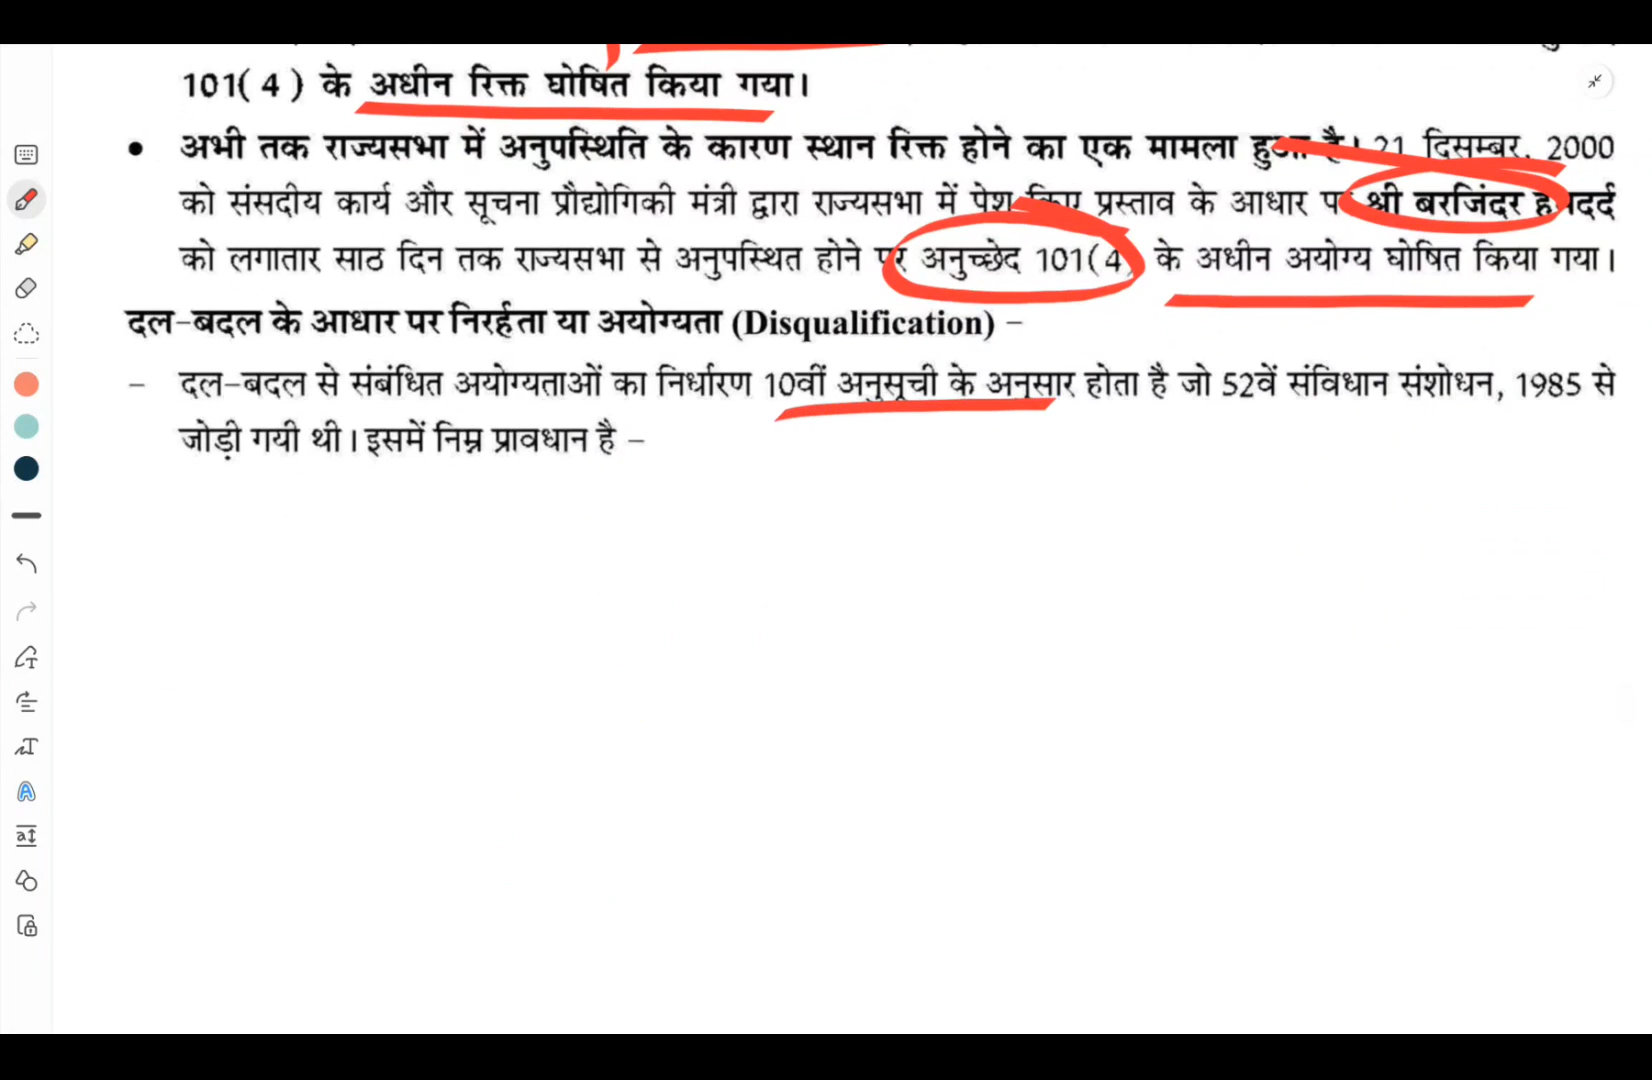 101( 4 ) के अधीन रिक्त घोषित किया गया।
• अभी तक राज्यसभा में अनुपस्थिति के कारण स्थान रिक्त होने का एक मामला हुआ है। 21 दिसम्बर, 2000
को संसदीय कार्य और सूचना प्रौद्योगिकी मंत्री द्वारा राज्यसभा में पेश किए प्रस्ताव के आधार पर श्री बरजिंदर हमदर्द
को लगातार साठ दिन तक राज्यसभा से अनुपस्थित होने पर अनुच्छेद 101(4) के अधीन अयोग्य घोषित किया गया।
दल-बदल के आधार पर निरर्हता या अयोग्यता (Disqualification) –
– दल-बदल से संबंधित अयोग्यताओं का निर्धारण 10वीं अनुसूची के अनुसार होता है जो 52वें संविधान संशोधन, 1985 से
जोड़ी गयी थी। इसमें निम्न प्रावधान है –